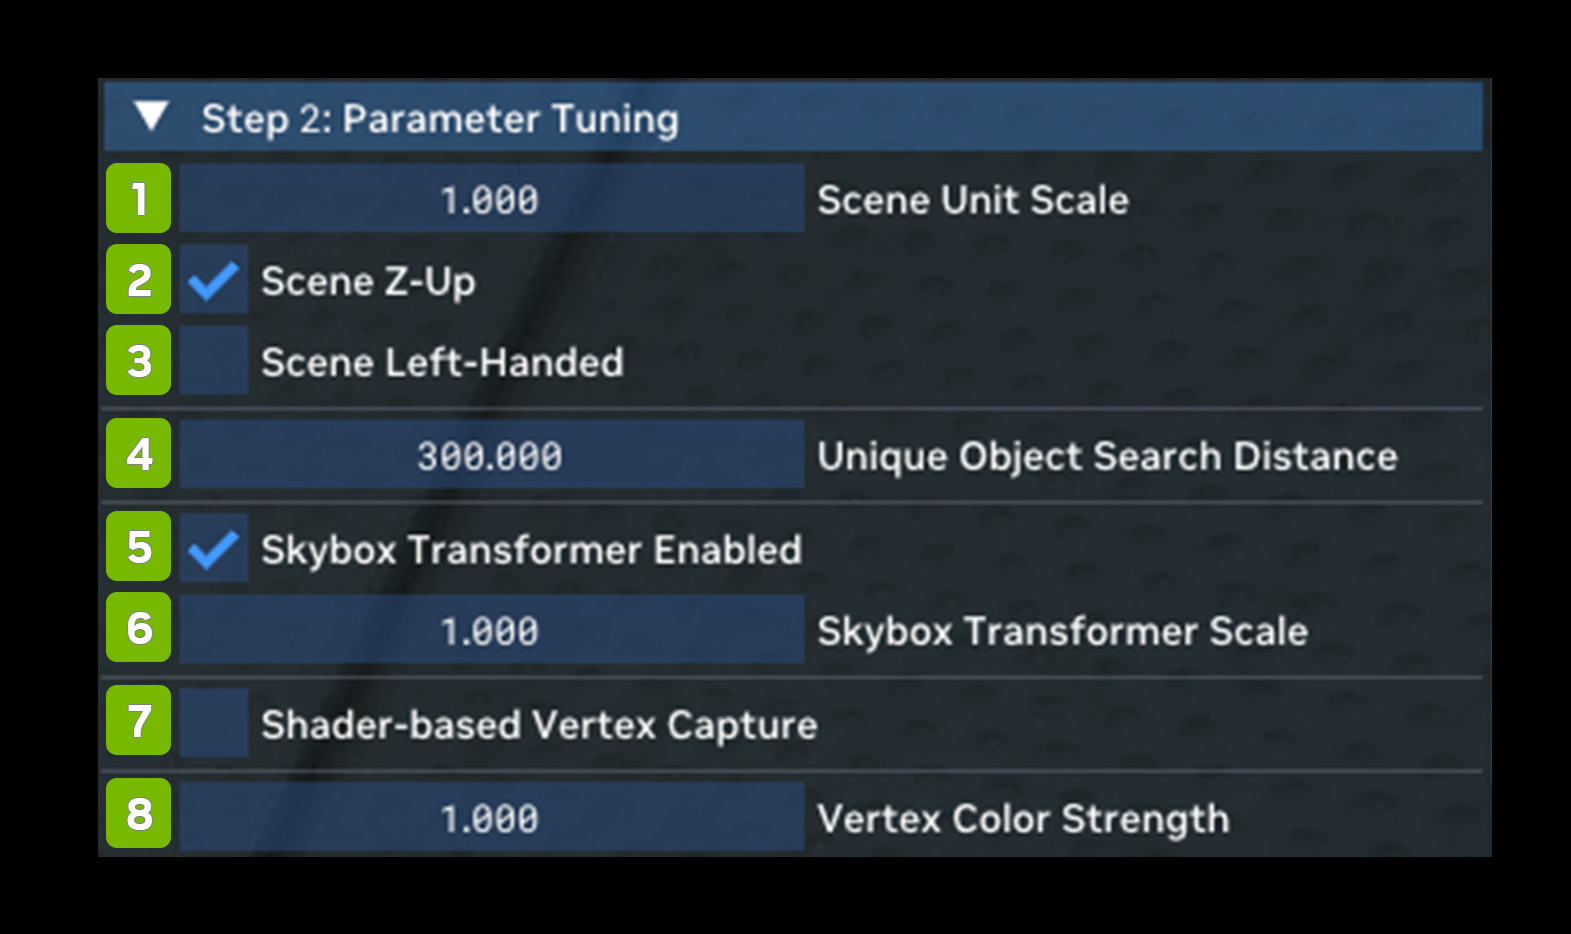 Step 2: Parameter Tuning
1 1.000 Scene Unit Scale
2 Scene Z-Up
3 Scene Left-Handed
4 300.000 Unique Object Search Distance
5 Skybox Transformer Enabled
6 1.000 Skybox Transformer Scale
7 Shader-based Vertex Capture
8 1.000 Vertex Color Strength